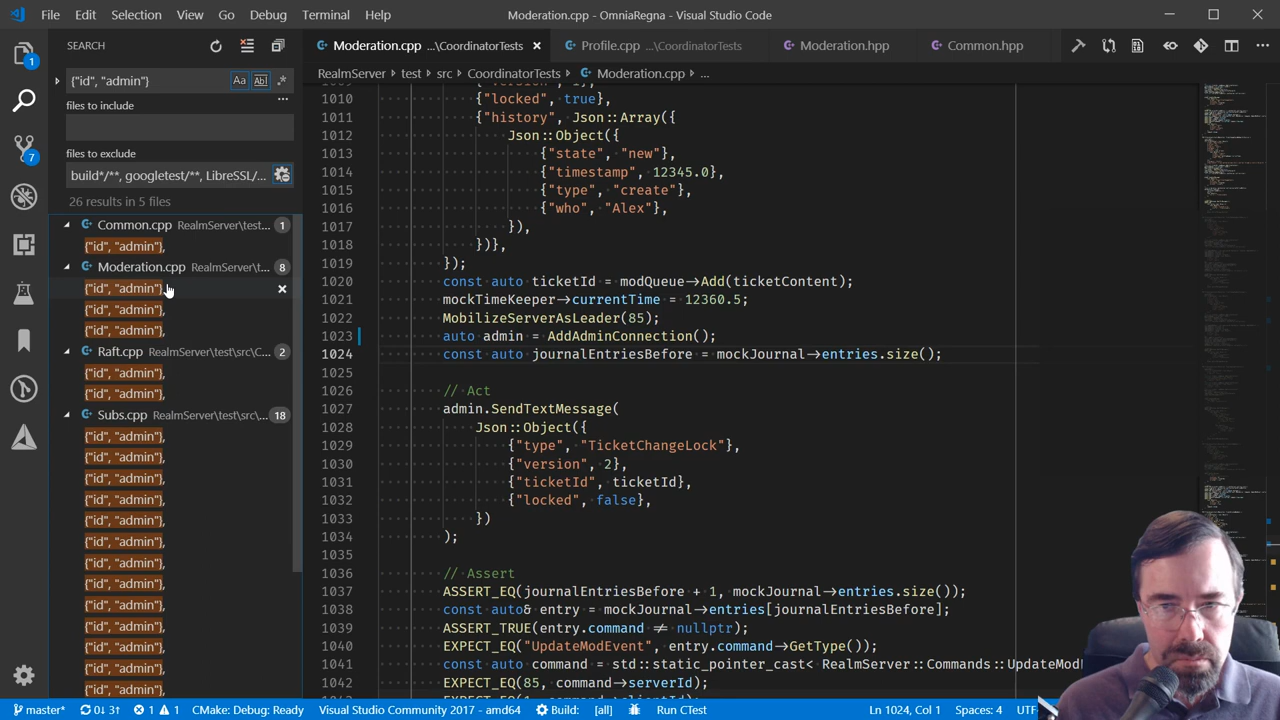 File Edit Selection View Go Debug Terminal Help Moderation.cpp - OmniaRegna - Visual Studio Code
SEARCH
Moderation.cpp ...\CoordinatorTests Profile.cpp ...\CoordinatorTests Moderation.hpp Common.hpp
RealmServer > test > src > CoordinatorTests > Moderation.cpp > ...
{"id", "admin"}
files to include
files to exclude
build*/**, googletest/**, LibreSSL/...
26 results in 5 files
Common.cpp RealmServer\test... 1
{"id", "admin"},
Moderation.cpp RealmServer\t... 8
{"id", "admin"},
{"id", "admin"},
{"id", "admin"},
Raft.cpp RealmServer\test\src\C... 2
{"id", "admin"},
{"id", "admin"},
Subs.cpp RealmServer\test\src\... 18
{"id", "admin"},
{"id", "admin"},
{"id", "admin"},
{"id", "admin"},
{"id", "admin"},
{"id", "admin"},
{"id", "admin"},
{"id", "admin"},
{"id", "admin"},
{"id", "admin"},
{"id", "admin"},
{"id", "admin"},
{"id", "admin"},
1010 {"locked", true},
1011 {"history", Json::Array({
1012 Json::Object({
1013 {"state", "new"},
1014 {"timestamp", 12345.0},
1015 {"type", "create"},
1016 {"who", "Alex"},
1017 }),
1018 })},
1019 });
1020 const auto ticketId = modQueue->Add(ticketContent);
1021 mockTimeKeeper->currentTime = 12360.5;
1022 MobilizeServerAsLeader(85);
1023 auto admin = AddAdminConnection();
1024 const auto journalEntriesBefore = mockJournal->entries.size();
1025
1026 // Act
1027 admin.SendTextMessage(
1028 Json::Object({
1029 {"type", "TicketChangeLock"},
1030 {"version", 2},
1031 {"ticketId", ticketId},
1032 {"locked", false},
1033 })
1034 );
1035
1036 // Assert
1037 ASSERT_EQ(journalEntriesBefore + 1, mockJournal->entries.size());
1038 const auto& entry = mockJournal->entries[journalEntriesBefore];
1039 ASSERT_TRUE(entry.command != nullptr);
1040 EXPECT_EQ("UpdateModEvent", entry.command->GetType());
1041 const auto command = std::static_pointer_cast< RealmServer::Commands::UpdateMod
1042 EXPECT_EQ(85, command->serverId);
1
7
master* 0↓ 3↑ 1 1 CMake: Debug: Ready Visual Studio Community 2017 - amd64 Build: [all] Run CTest Ln 1024, Col 1 Spaces: 4 UTF-